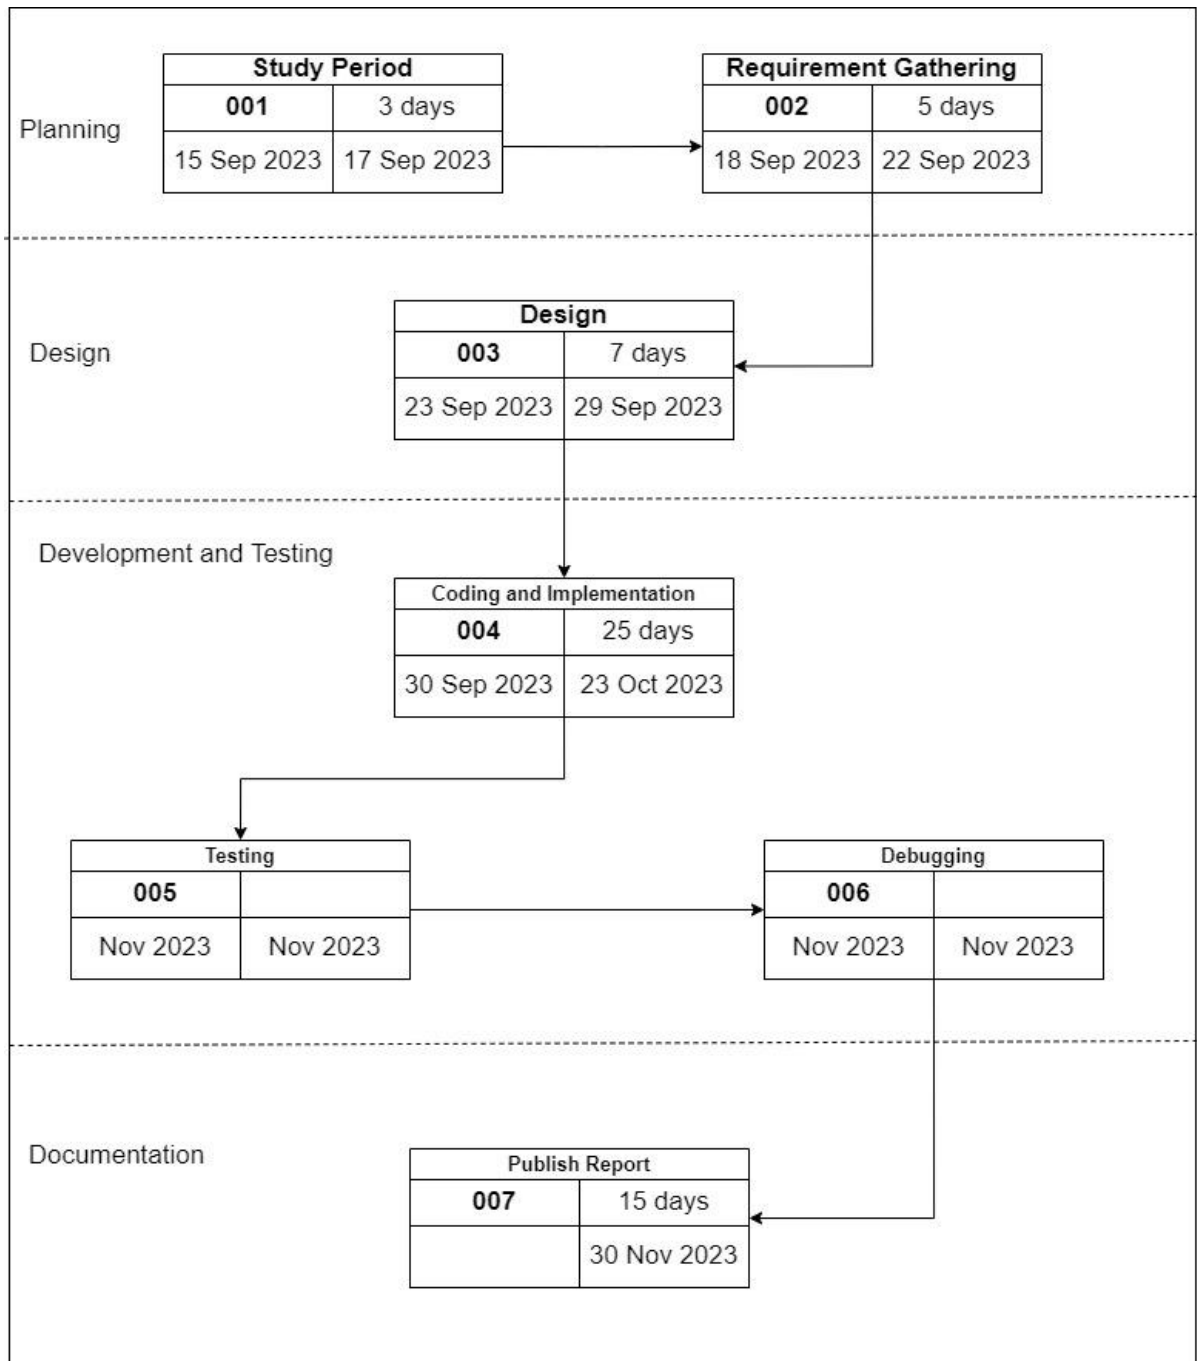 Planning
Study Period
001 3 days
15 Sep 2023 17 Sep 2023
Requirement Gathering
002 5 days
18 Sep 2023 22 Sep 2023
Design
Design
003 7 days
23 Sep 2023 29 Sep 2023
Development and Testing
Coding and Implementation
004 25 days
30 Sep 2023 23 Oct 2023
Testing
005
Nov 2023 Nov 2023
Debugging
006
Nov 2023 Nov 2023
Documentation
Publish Report
007 15 days
30 Nov 2023